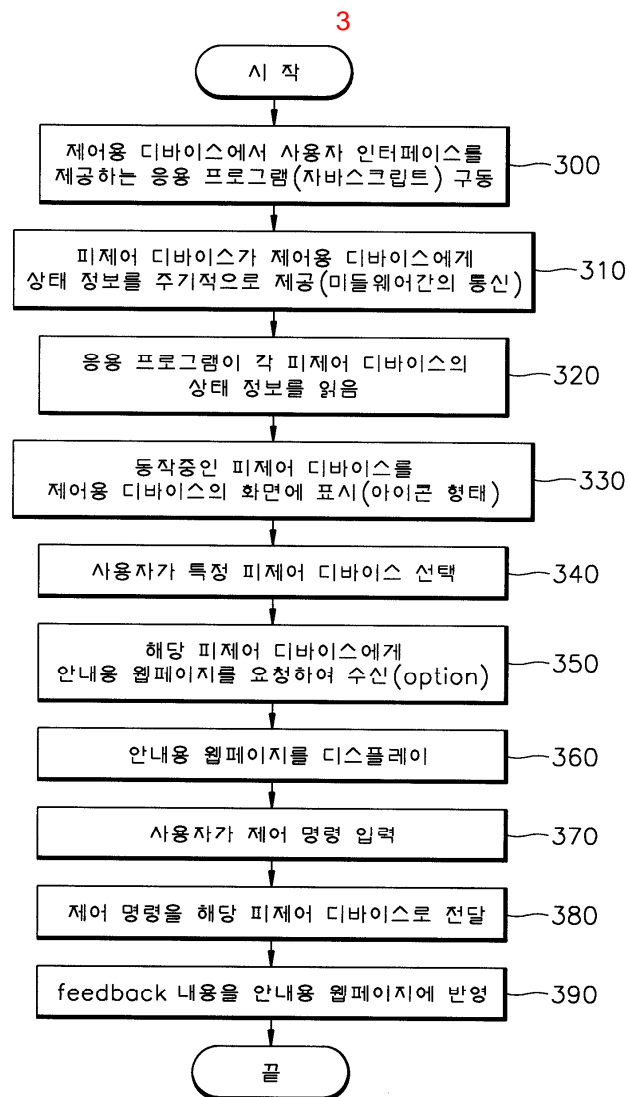 3
시 작
제어용 디바이스에서 사용자 인터페이스를
제공하는 응용 프로그램(자바스크립트) 구동
300
피제어 디바이스가 제어용 디바이스에게
상태 정보를 주기적으로 제공(미들웨어간의 통신)
310
응용 프로그램이 각 피제어 디바이스의
상태 정보를 읽음
320
동작중인 피제어 디바이스를
제어용 디바이스의 화면에 표시(아이콘 형태)
330
사용자가 특정 피제어 디바이스 선택
340
해당 피제어 디바이스에게
안내용 웹페이지를 요청하여 수신(option)
350
안내용 웹페이지를 디스플레이
360
사용자가 제어 명령 입력
370
제어 명령을 해당 피제어 디바이스로 전달
380
feedback 내용을 안내용 웹페이지에 반영
390
끝